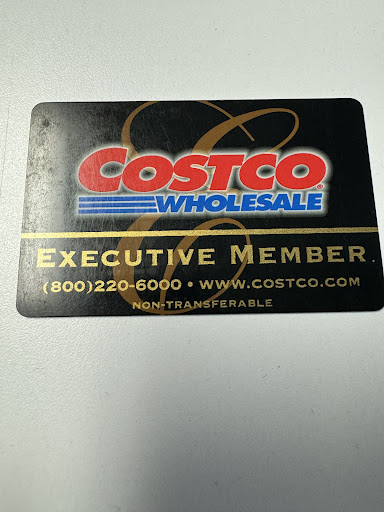 COSTCO
WHOLESALE
EXECUTIVE MEMBER
(800)220-6000 • WWW.COSTCO.COM
NON-TRANSFERABLE